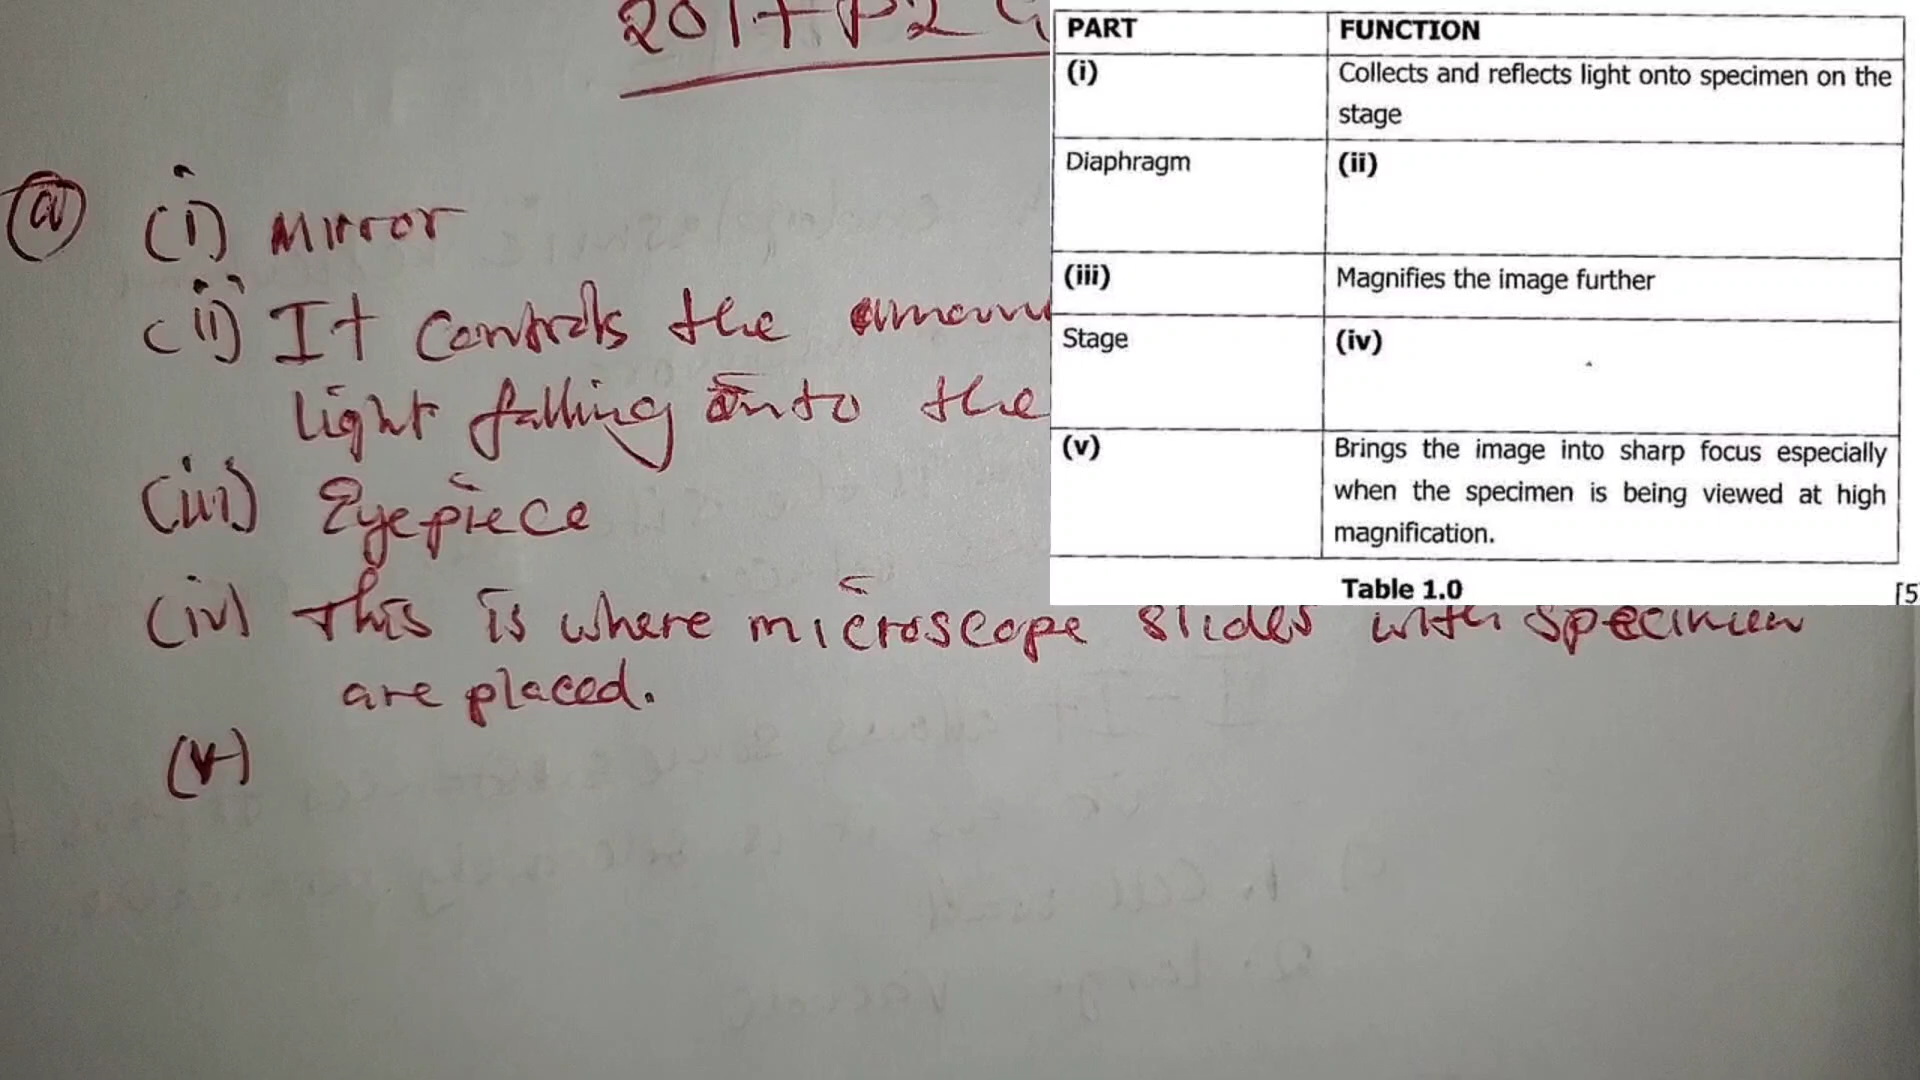 PART FUNCTION
(i) Collects and reflects light onto specimen on the
stage
Diaphragm (ii)
(iii) Magnifies the image further
Stage (iv)
(v) Brings the image into sharp focus especially
when the specimen is being viewed at high
magnification.
Table 1.0 [5
(a) (i) Mirror
(ii) It controls the
light falling onto the
(iii) Eyepiece
(iv) This is where microscope slides with specimen
are placed.
(v)